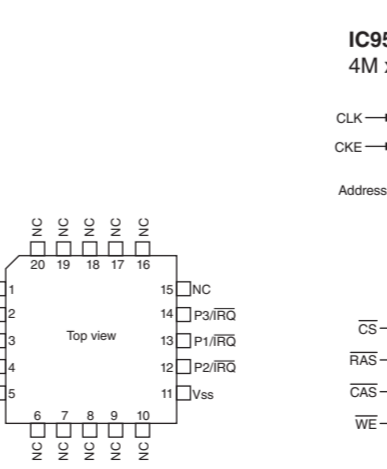 IC95
4M x
CLK
CKE
Address
NC NC NC NC NC
20 19 18 17 16
1 15 NC
2 14 P3/IRQ
3 Top view 13 P1/IRQ
4 12 P2/IRQ
5 11 Vss
6 7 8 9 10
NC NC NC NC NC
CS
RAS
CAS
WE